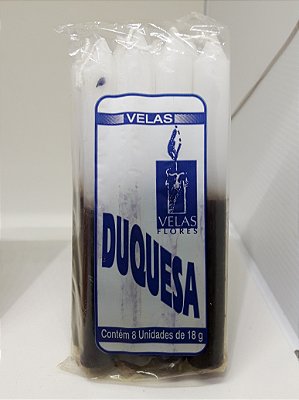 VELAS
VELAS
FLORES
DUQUESA
Contém 8 Unidades de 18 g